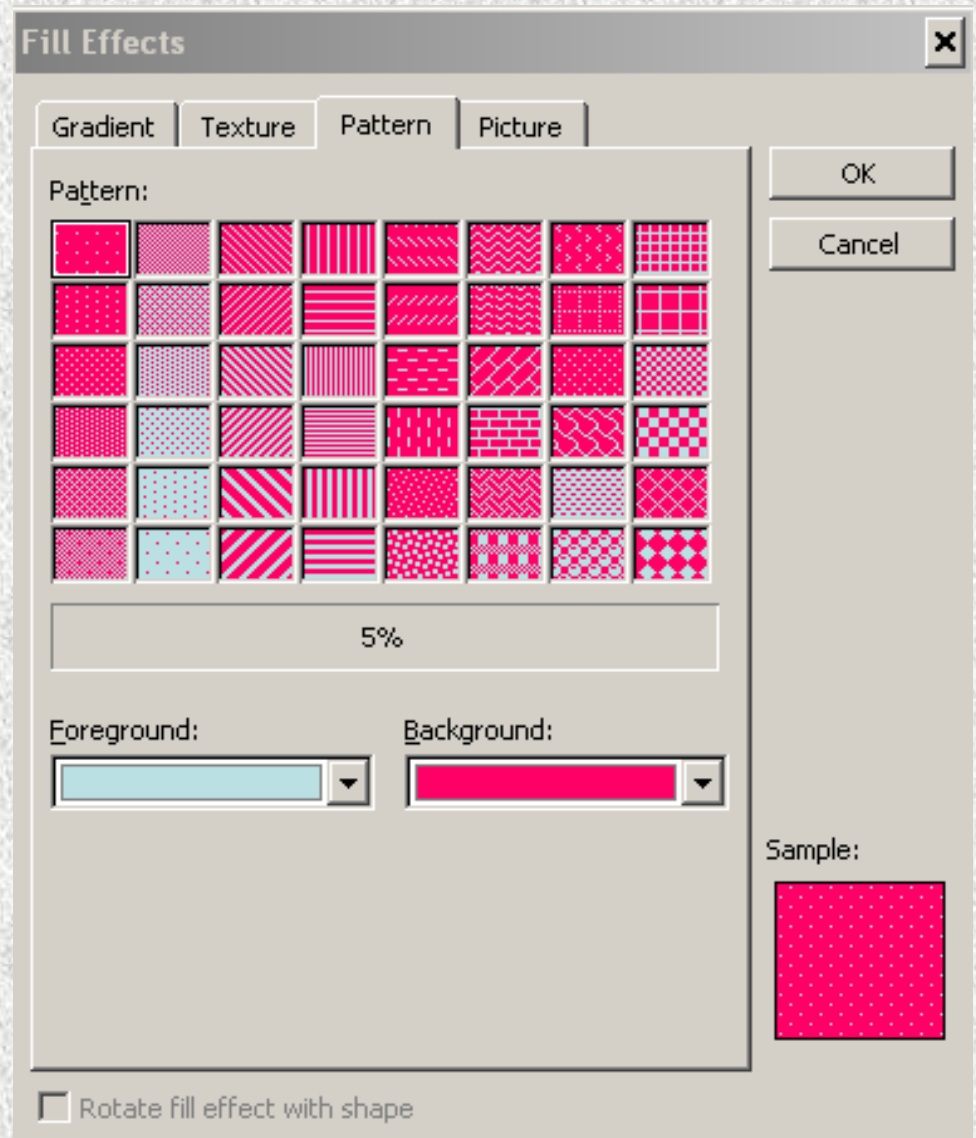 Fill Effects
Gradient Texture Pattern Picture
OK
Cancel
Pattern:
5%
Foreground: Background:
Sample:
Rotate fill effect with shape